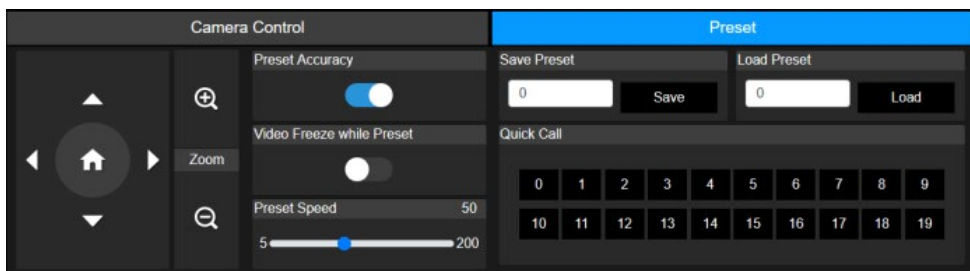 Camera Control
Preset
Preset Accuracy
Save Preset
Load Preset
0
Save
0
Load
Video Freeze while Preset
Quick Call
Zoom
0 1 2 3 4 5 6 7 8 9
Preset Speed 50
10 11 12 13 14 15 16 17 18 19
5 200